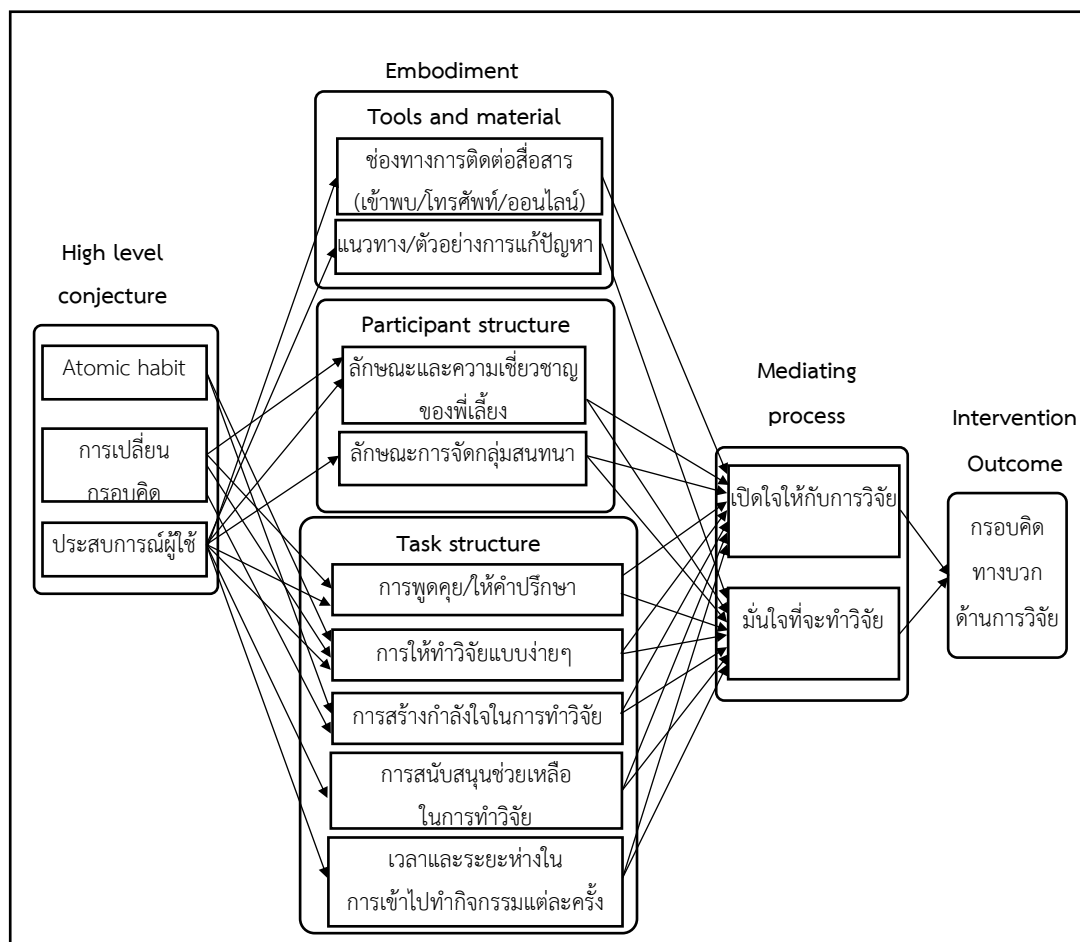 High level
conjecture
Atomic habit
การเปลี่ยน
กรอบคิด
ประสบการณ์ผู้ใช้
Embodiment
Tools and material
ช่องทางการติดต่อสื่อสาร
(เข้าพบ/โทรศัพท์/ออนไลน์)
แนวทาง/ตัวอย่างการแก้ปัญหา
Participant structure
ลักษณะและความเชี่ยวชาญ
ของพี่เลี้ยง
ลักษณะการจัดกลุ่มสนทนา
Task structure
การพูดคุย/ให้คำปรึกษา
การให้ทำวิจัยแบบง่ายๆ
การสร้างกำลังใจในการทำวิจัย
การสนับสนุนช่วยเหลือ
ในการทำวิจัย
เวลาและระยะห่างใน
การเข้าไปทำกิจกรรมแต่ละครั้ง
Mediating
process
เปิดใจให้กับการวิจัย
มั่นใจที่จะทำวิจัย
Intervention
Outcome
กรอบคิด
ทางบวก
ด้านการวิจัย